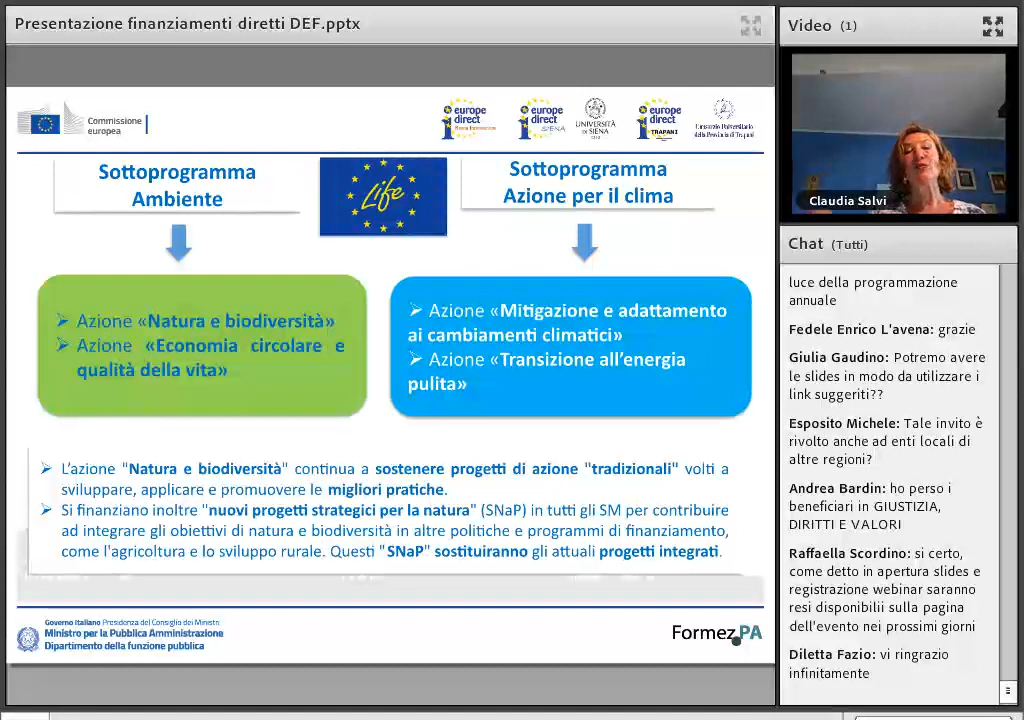 Presentazione finanziamenti diretti DEF.pptx
Commissione
europea
europe
direct
europe
direct
SIENA
UNIVERSITÀ
DI SIENA
1240
europe
direct
TRAPANI
Consorzio Universitario
della Provincia di Trapani
Sottoprogramma
Ambiente
Life
Sottoprogramma
Azione per il clima
➢ Azione «Natura e biodiversità»
➢ Azione «Economia circolare e
qualità della vita»
➢ Azione «Mitigazione e adattamento
ai cambiamenti climatici»
➢ Azione «Transizione all'energia
pulita»
➢ L'azione "Natura e biodiversità" continua a sostenere progetti di azione "tradizionali" volti a
sviluppare, applicare e promuovere le migliori pratiche.
➢ Si finanziano inoltre "nuovi progetti strategici per la natura" (SNaP) in tutti gli SM per contribuire
ad integrare gli obiettivi di natura e biodiversità in altre politiche e programmi di finanziamento,
come l'agricoltura e lo sviluppo rurale. Questi "SNaP" sostituiranno gli attuali progetti integrati.
Governo Italiano Presidenza del Consiglio dei Ministri
Ministro per la Pubblica Amministrazione
Dipartimento della funzione pubblica
Formez PA
Video (1)
Claudia Salvi
Chat (Tutti)
luce della programmazione
annuale
Fedele Enrico L'avena: grazie
Giulia Gaudino: Potremo avere
le slides in modo da utilizzare i
link suggeriti??
Esposito Michele: Tale invito è
rivolto anche ad enti locali di
altre regioni?
Andrea Bardin: ho perso i
beneficiari in GIUSTIZIA,
DIRITTI E VALORI
Raffaella Scordino: si certo,
come detto in apertura slides e
registrazione webinar saranno
resi disponibilii sulla pagina
dell'evento nei prossimi giorni
Diletta Fazio: vi ringrazio
infinitamente